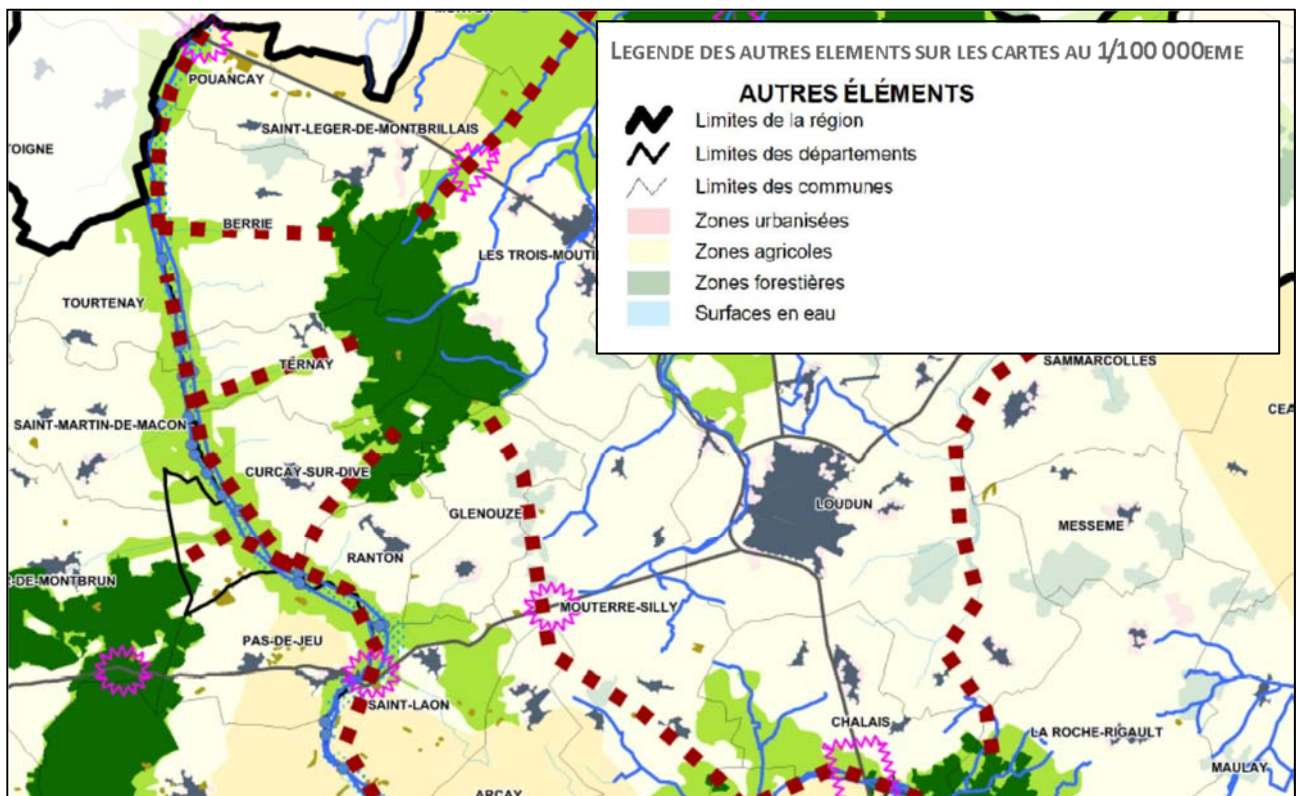 MORTON
LEGENDE DES AUTRES ELEMENTS SUR LES CARTES AU 1/100 000EME
AUTRES ÉLÉMENTS
Limites de la région
Limites des départements
Limites des communes
Zones urbanisées
Zones agricoles
Zones forestières
Surfaces en eau
POUANCAY
SAINT-LEGER-DE-MONTBRILLAIS
TOIGNE
BERRIE
LES TROIS-MOUTI
TOURTENAY
TERNAY
SAMMARCOLLES
CEA
SAINT-MARTIN-DE-MACON
CURCAY-SUR-DIVE
GLENOUZE
LOUDUN
MESSEME
RANTON
-DE-MONTBRUN
MOUTERRE-SILLY
PAS-DE-JEU
SAINT-LAON
CHALAIS
LA ROCHE-RIGAULT
MAULAY
ARCAY